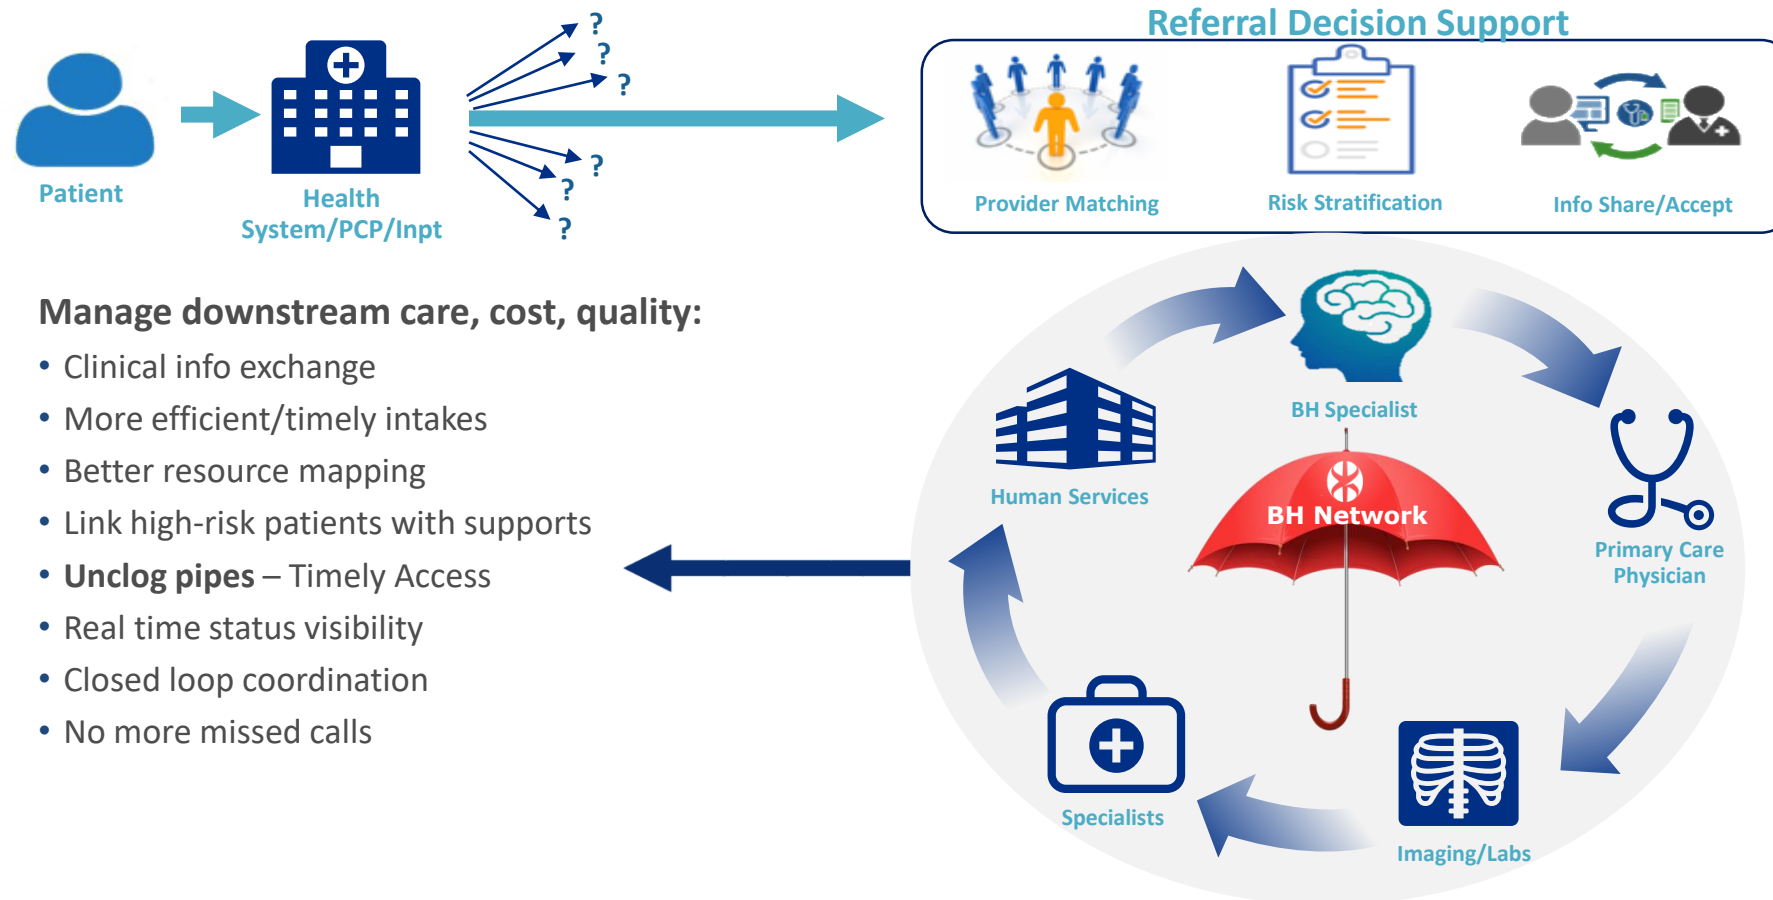 Referral Decision Support
?
?
?
?
?
?
Patient
Health
System/PCP/Inpt
Provider Matching
Risk Stratification
Info Share/Accept
Manage downstream care, cost, quality:
• Clinical info exchange
• More efficient/timely intakes
• Better resource mapping
• Link high-risk patients with supports
• Unclog pipes – Timely Access
• Real time status visibility
• Closed loop coordination
• No more missed calls
BH Specialist
Human Services
BH Network
Primary Care
Physician
Specialists
Imaging/Labs